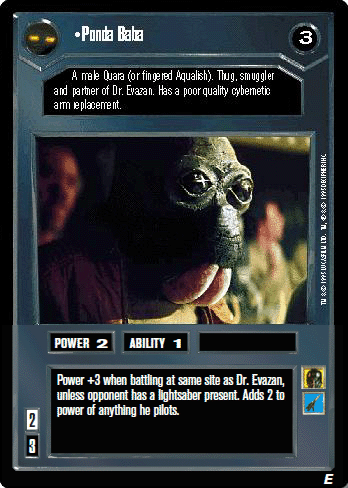 •Ponda Baba
3
A male Quara (or fingered Aqualish). Thug, smuggler
and partner of Dr. Evazan. Has a poor quality cybernetic
arm replacement.
POWER 2
ABILITY 1
Power +3 when battling at same site as Dr. Evazan,
unless opponent has a lightsaber present. Adds 2 to
power of anything he pilots.
2
3
E